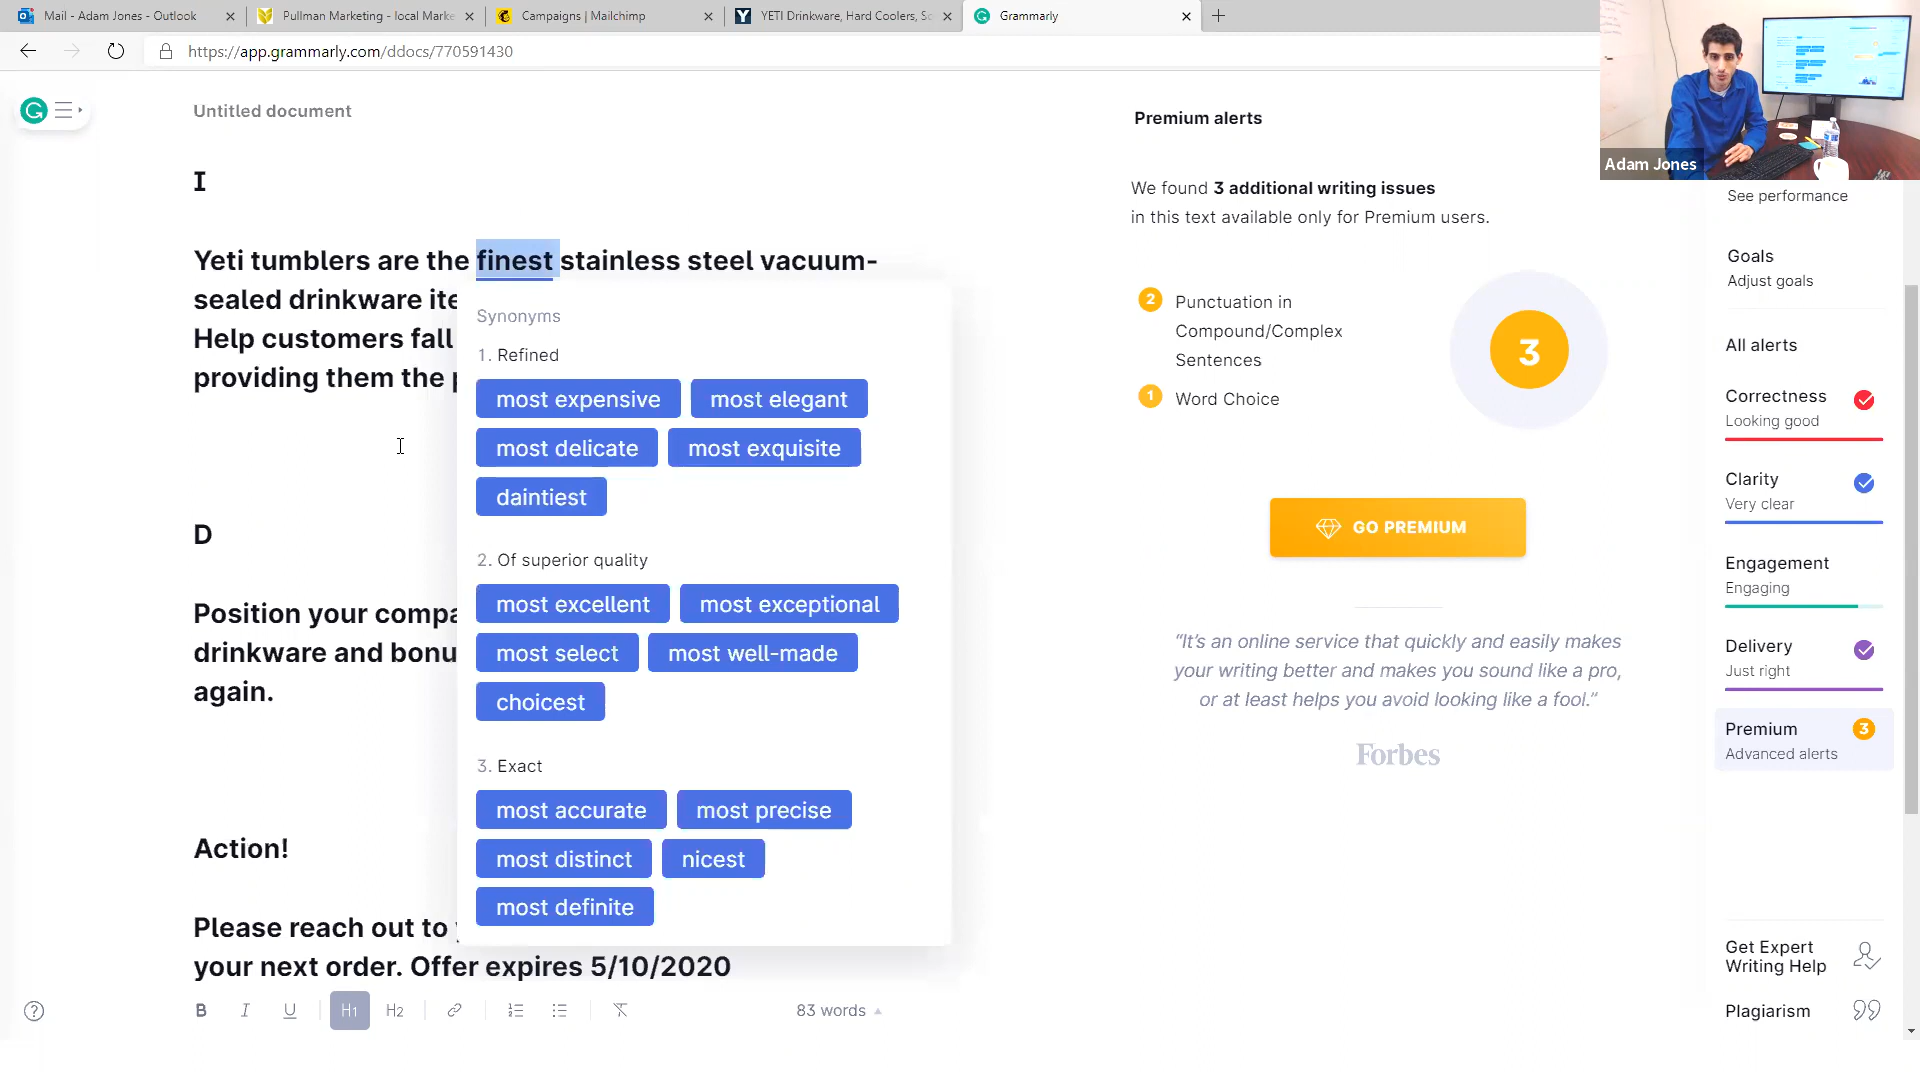 Mail - Adam Jones - Outlook
Pullman Marketing - local Marke
Campaigns | Mailchimp
YETI Drinkware, Hard Coolers, So
Grammarly
https://app.grammarly.com/ddocs/770591430
Adam Jones
Untitled document
I
Yeti tumblers are the finest stainless steel vacuum-
sealed drinkware ite
Help customers fall
providing them the p
D
Position your compa
drinkware and bonu
again.
Action!
Please reach out to y
your next order. Offer expires 5/10/2020
Synonyms
1. Refined
most expensive most elegant
most delicate most exquisite
daintiest
2. Of superior quality
most excellent most exceptional
most select most well-made
choicest
3. Exact
most accurate most precise
most distinct nicest
most definite
B I U H1 H2
83 words
Premium alerts
We found 3 additional writing issues
in this text available only for Premium users.
2 Punctuation in
Compound/Complex
Sentences
1 Word Choice
3
GO PREMIUM
“It’s an online service that quickly and easily makes
your writing better and makes you sound like a pro,
or at least helps you avoid looking like a fool.”
Forbes
See performance
Goals
Adjust goals
All alerts
Correctness
Looking good
Clarity
Very clear
Engagement
Engaging
Delivery
Just right
Premium 3
Advanced alerts
Get Expert
Writing Help
Plagiarism